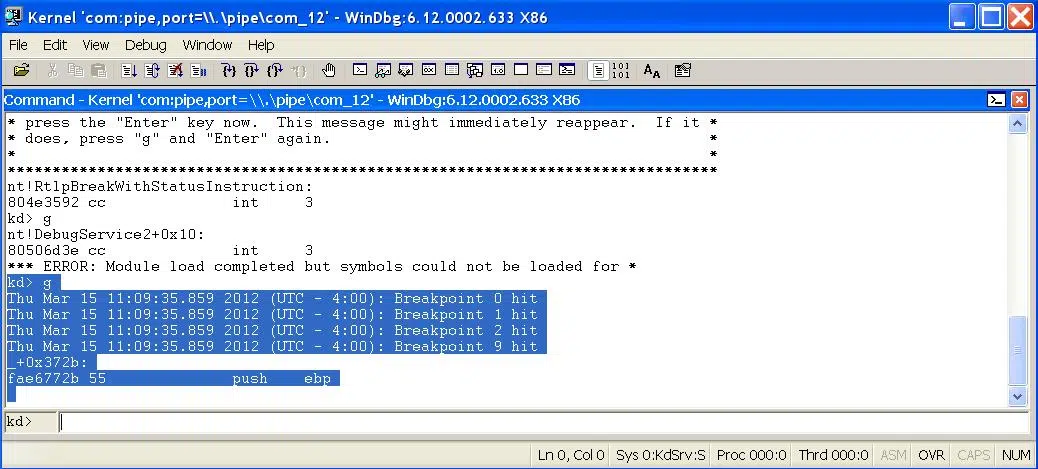 Kernel 'com:pipe,port=\\.\pipe\com_12' - WinDbg:6.12.0002.633 X86
File Edit View Debug Window Help
Command - Kernel 'com:pipe,port=\\.\pipe\com_12' - WinDbg:6.12.0002.633 X86
* press the "Enter" key now.  This message might immediately reappear.  If it *
* does, press "g" and "Enter" again.                                          *
*                                                                             *
*******************************************************************************
nt!RtlpBreakWithStatusInstruction:
804e3592 cc              int     3
kd> g
nt!DebugService2+0x10:
80506d3e cc              int     3
*** ERROR: Module load completed but symbols could not be loaded for *
kd> g
Thu Mar 15 11:09:35.859 2012 (UTC - 4:00): Breakpoint 0 hit
Thu Mar 15 11:09:35.859 2012 (UTC - 4:00): Breakpoint 1 hit
Thu Mar 15 11:09:35.859 2012 (UTC - 4:00): Breakpoint 2 hit
Thu Mar 15 11:09:35.859 2012 (UTC - 4:00): Breakpoint 9 hit
_+0x372b:
fae6772b 55              push    ebp
kd>
Ln 0, Col 0 Sys 0:KdSrv:S Proc 000:0 Thrd 000:0 ASM OVR CAPS NUM